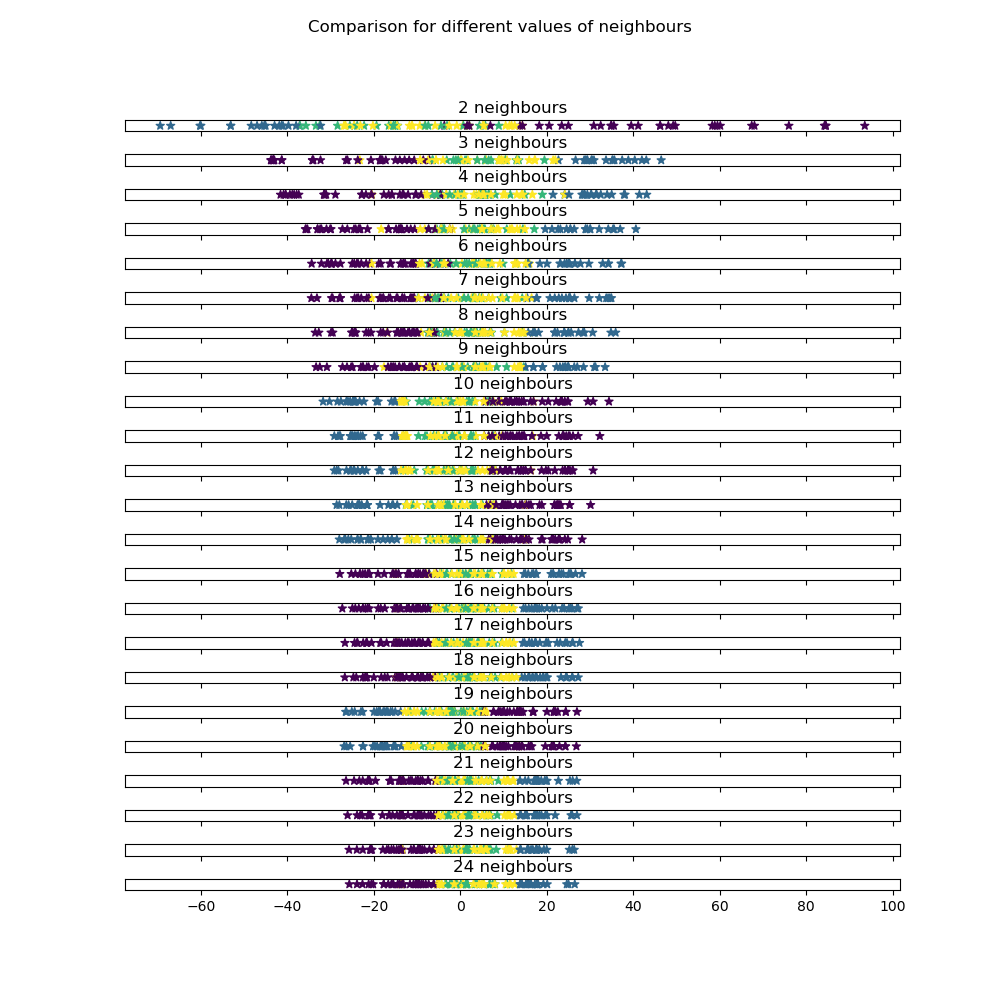 Comparison for different values of neighbours
2 neighbours
3 neighbours
4 neighbours
5 neighbours
6 neighbours
7 neighbours
8 neighbours
9 neighbours
10 neighbours
11 neighbours
12 neighbours
13 neighbours
14 neighbours
15 neighbours
16 neighbours
17 neighbours
18 neighbours
19 neighbours
20 neighbours
21 neighbours
22 neighbours
23 neighbours
24 neighbours
−60 −40 −20 0 20 40 60 80 100